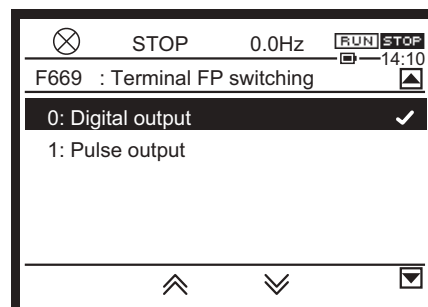 STOP 0.0Hz RUN STOP
14:10
F669 : Terminal FP switching
0: Digital output
1: Pulse output